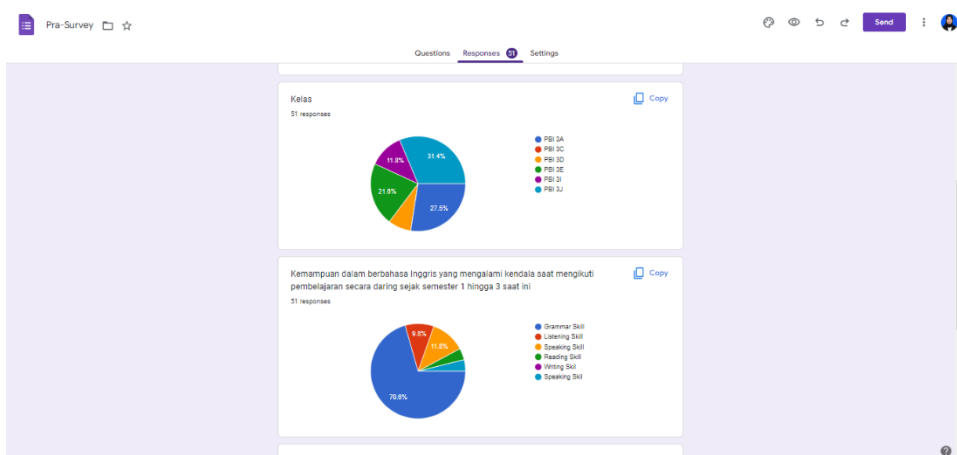 Pra-Survey
Send
Questions Responses 51 Settings
Kelas
Copy
51 responses
31.4%
11.8%
21.6%
27.5%
PBI 3A
PBI 3C
PBI 3D
PBI 3E
PBI 3I
PBI 3J
Kemampuan dalam berbahasa Inggris yang mengalami kendala saat mengikuti
pembelajaran secara daring sejak semester 1 hingga 3 saat ini
Copy
51 responses
9.8%
11.8%
70.6%
Grammar Skill
Listening Skill
Speaking Skill
Reading Skill
Writing Skil
Speaking Skil